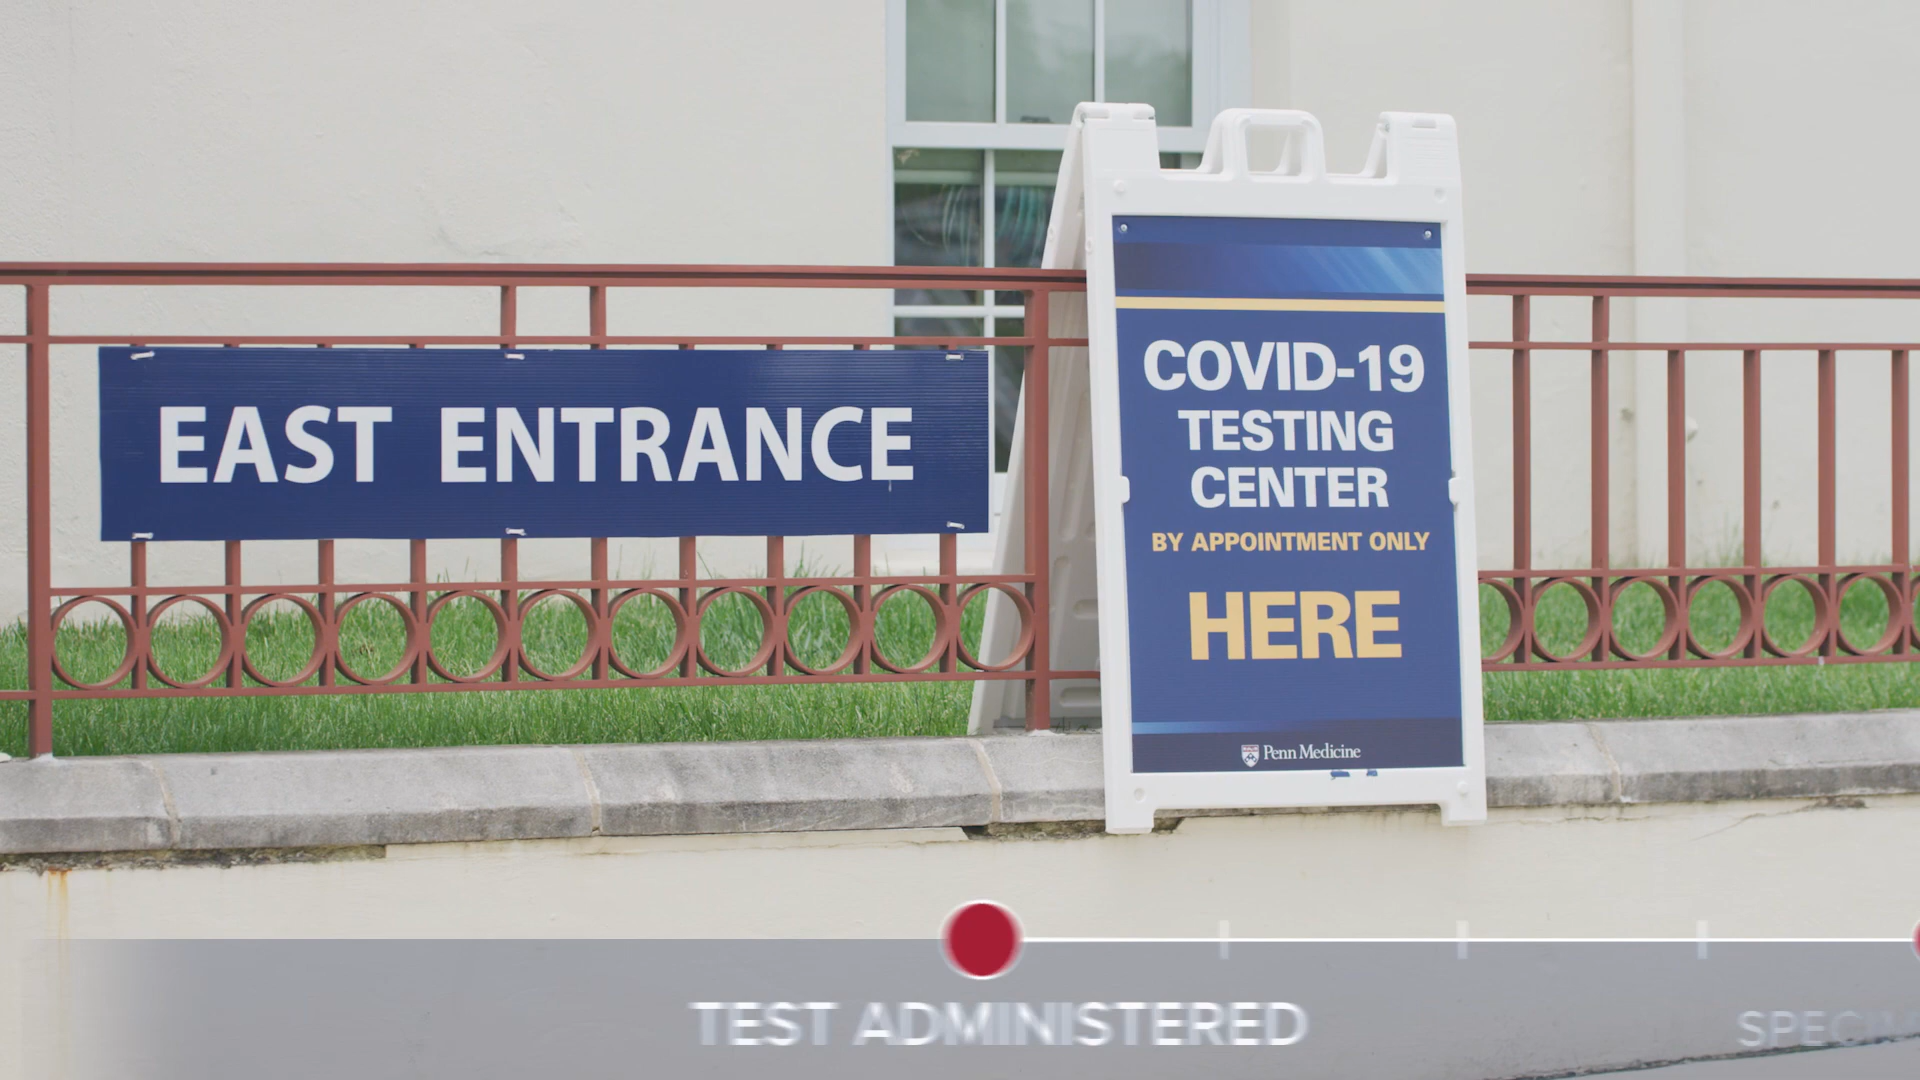 EAST ENTRANCE
COVID-19
TESTING
CENTER
BY APPOINTMENT ONLY
HERE
Penn Medicine
TEST ADMINISTERED